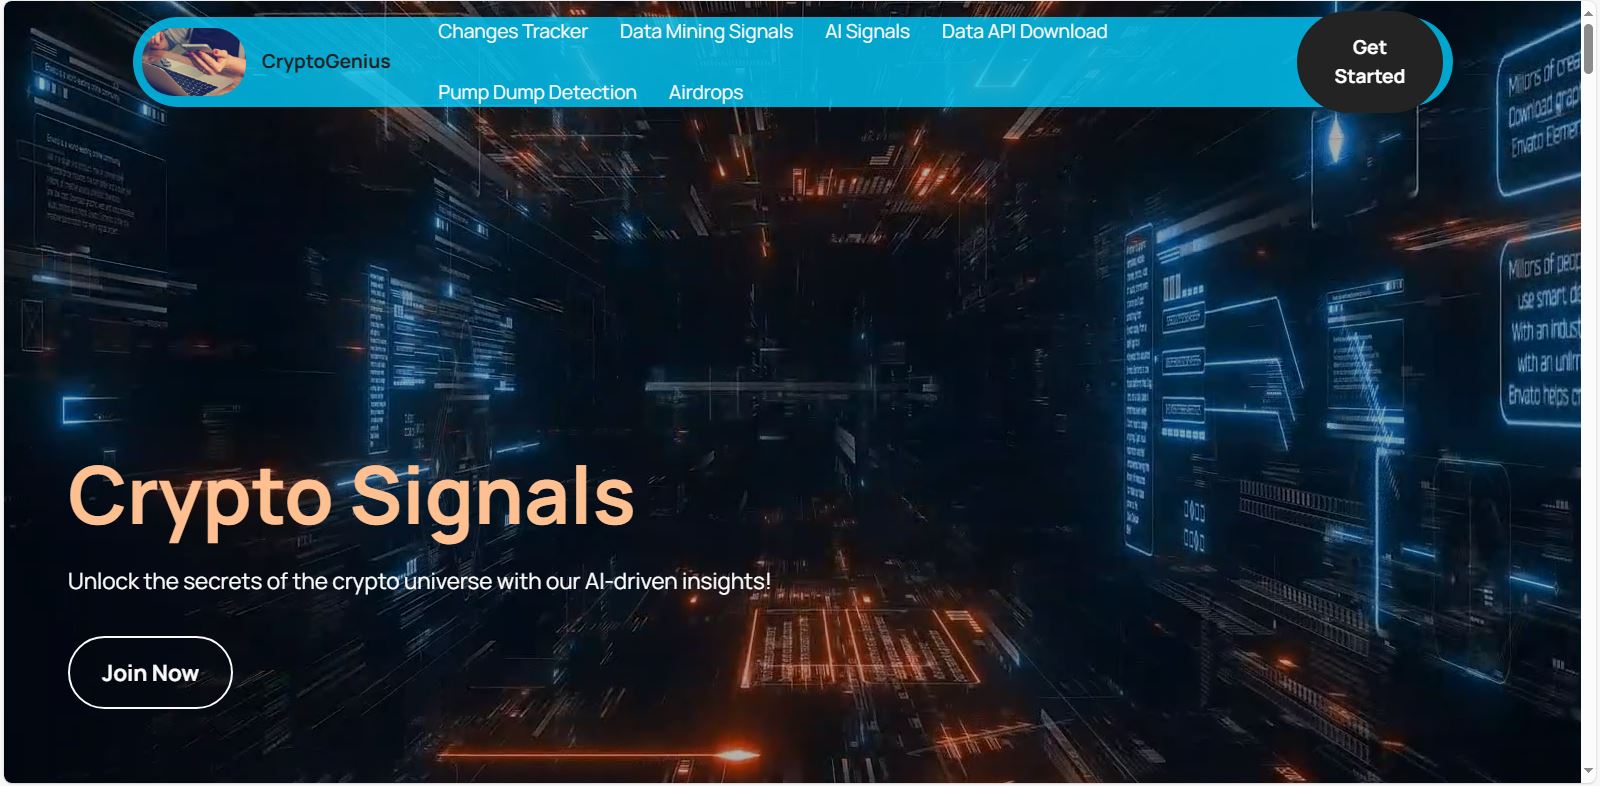 CryptoGenius
Changes Tracker Data Mining Signals AI Signals Data API Download
Pump Dump Detection Airdrops
Get
Started
Millions of crea
Download grap
Envato Elemen
Millions of peop
use smart de
With an indust
with an unlim
Envato helps cr
Crypto Signals
Unlock the secrets of the crypto universe with our AI-driven insights!
Join Now